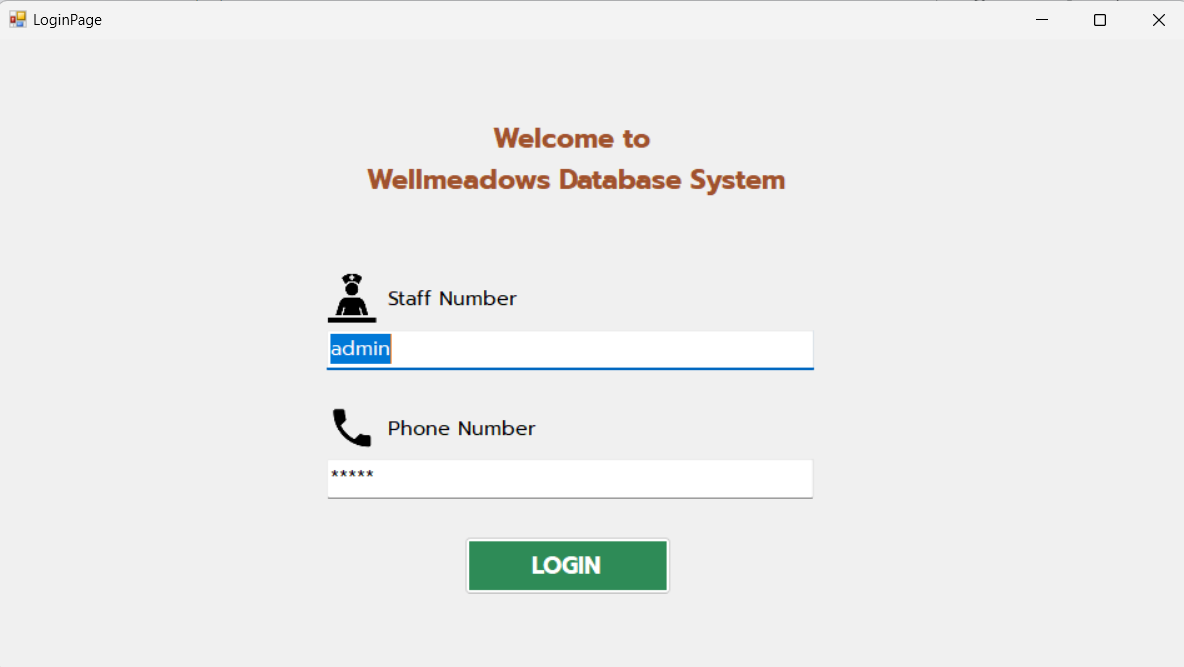 LoginPage
Welcome to
Wellmeadows Database System
Staff Number
admin
Phone Number
*****
LOGIN